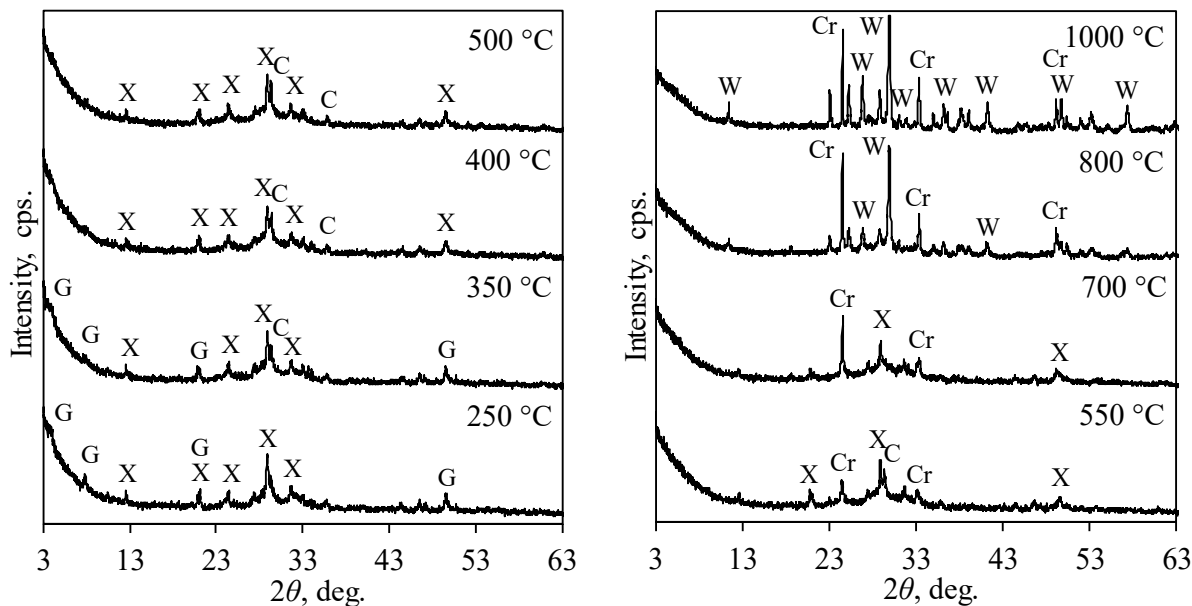 500 °C
X
X
X
X
C
X
C
X
400 °C
X
X
X
X
C
X
C
X
350 °C
G
G
X
G
X
X
C
X
G
250 °C
G
G
X
G
X
X
X
X
G
3 13 23 33 43 53 63
2θ, deg.
Intensity, cps.
1000 °C
W
Cr
W
W
W
Cr
W
W
Cr
W
W
800 °C
Cr
W
W
Cr
W
Cr
700 °C
Cr
X
Cr
X
550 °C
X
Cr
X
C
Cr
X
3 13 23 33 43 53 63
2θ, deg.
Intensity, cps.